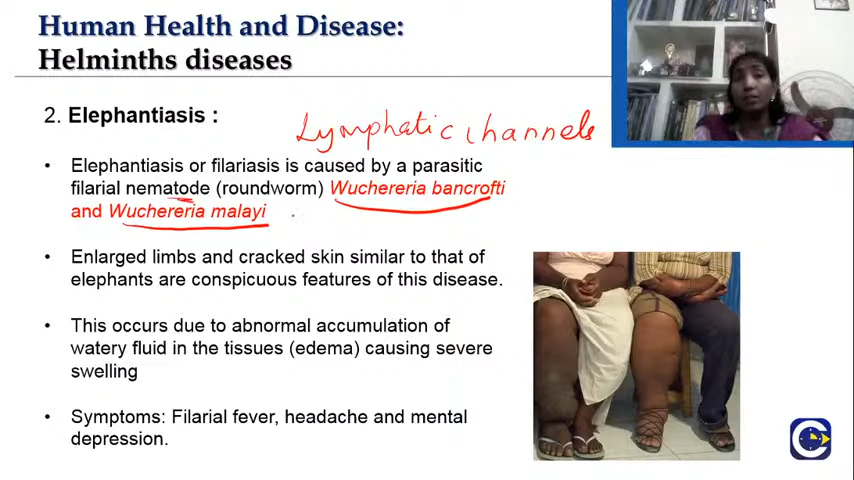 Human Health and Disease:
Helminths diseases
2. Elephantiasis :
Lymphatic channels
• Elephantiasis or filariasis is caused by a parasitic
filarial nematode (roundworm) Wuchereria bancrofti
and Wuchereria malayi
• Enlarged limbs and cracked skin similar to that of
elephants are conspicuous features of this disease.
• This occurs due to abnormal accumulation of
watery fluid in the tissues (edema) causing severe
swelling
• Symptoms: Filarial fever, headache and mental
depression.